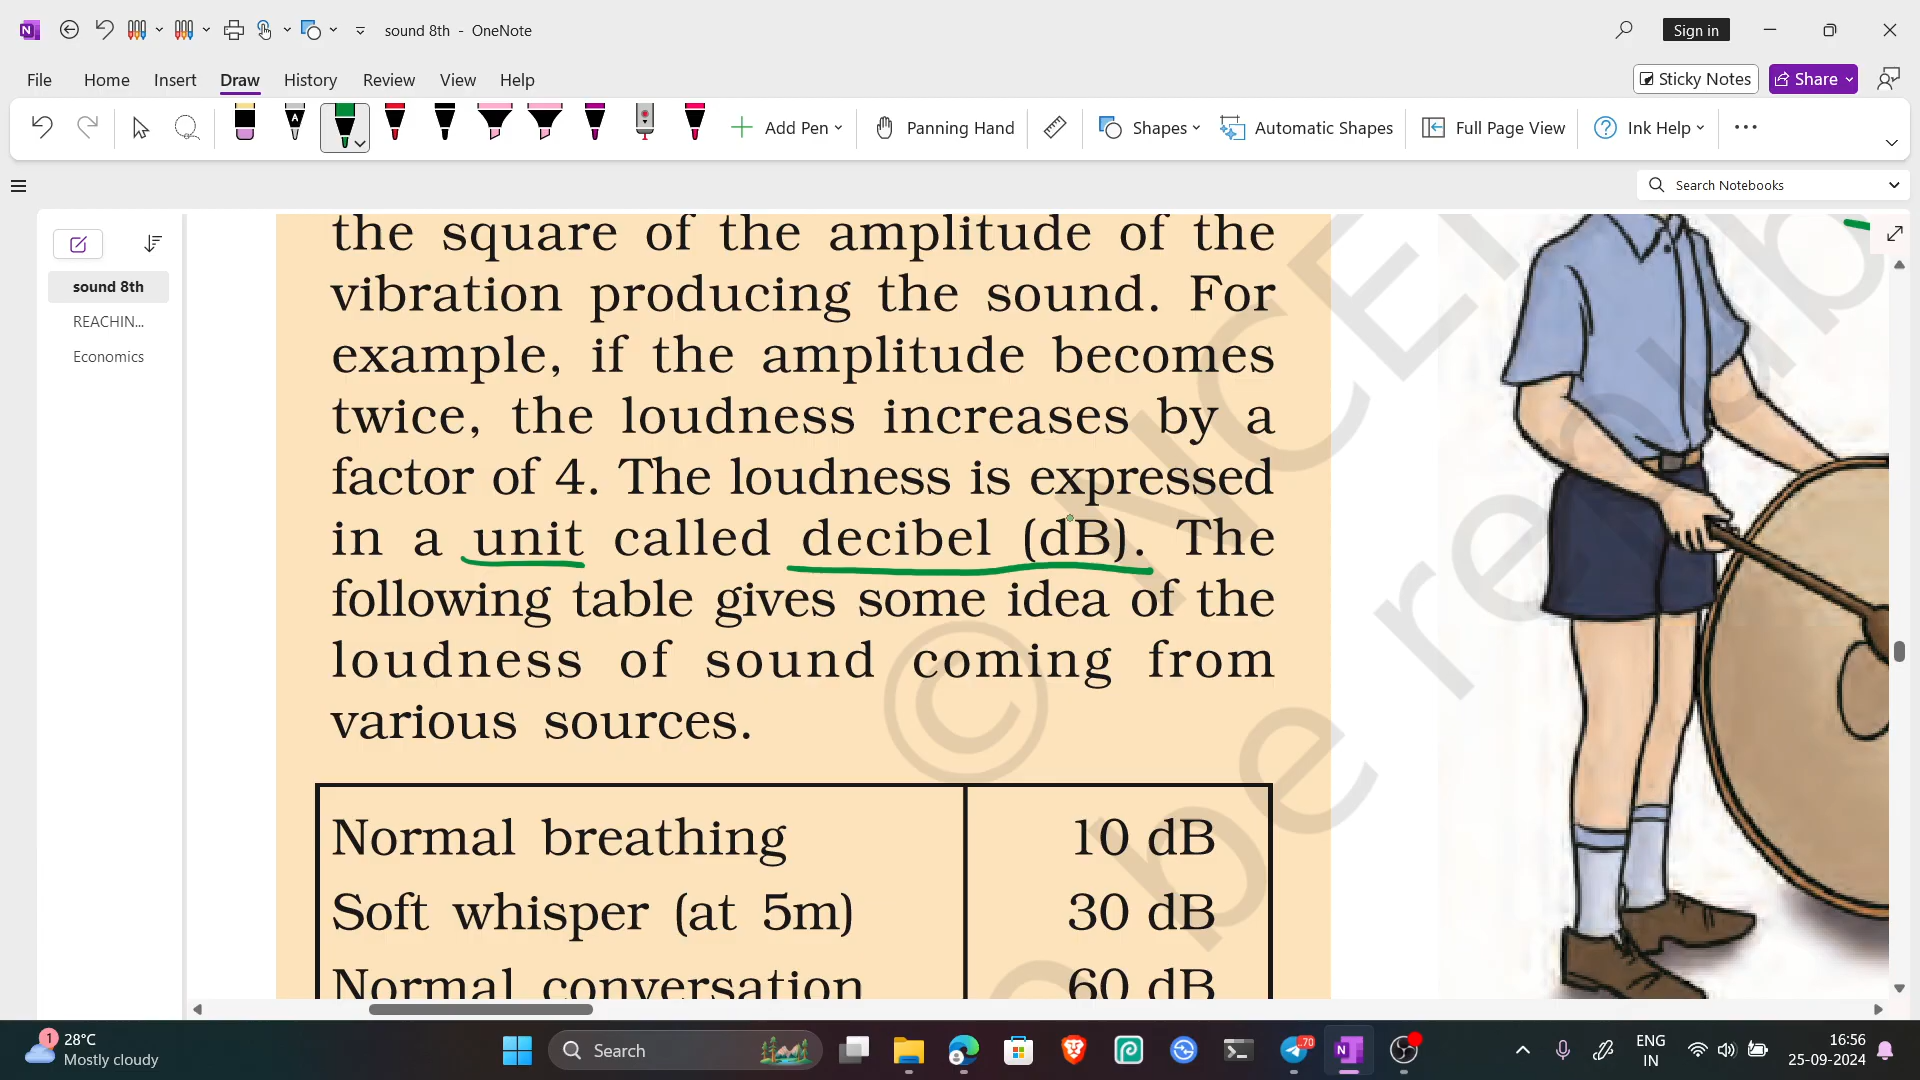 sound 8th - OneNote
Sign in
File Home Insert Draw History Review View Help
Sticky Notes Share
Add Pen Panning Hand Shapes Automatic Shapes Full Page View Ink Help
Search Notebooks
sound 8th
REACHIN...
Economics
the square of the amplitude of the
vibration producing the sound. For
example, if the amplitude becomes
twice, the loudness increases by a
factor of 4. The loudness is expressed
in a unit called decibel (dB). The
following table gives some idea of the
loudness of sound coming from
various sources.
Normal breathing 10 dB
Soft whisper (at 5m) 30 dB
Normal conversation 60 dB
© NCE
be repub
1
28°C
Mostly cloudy
Search
70
ENG
IN
16:56
25-09-2024